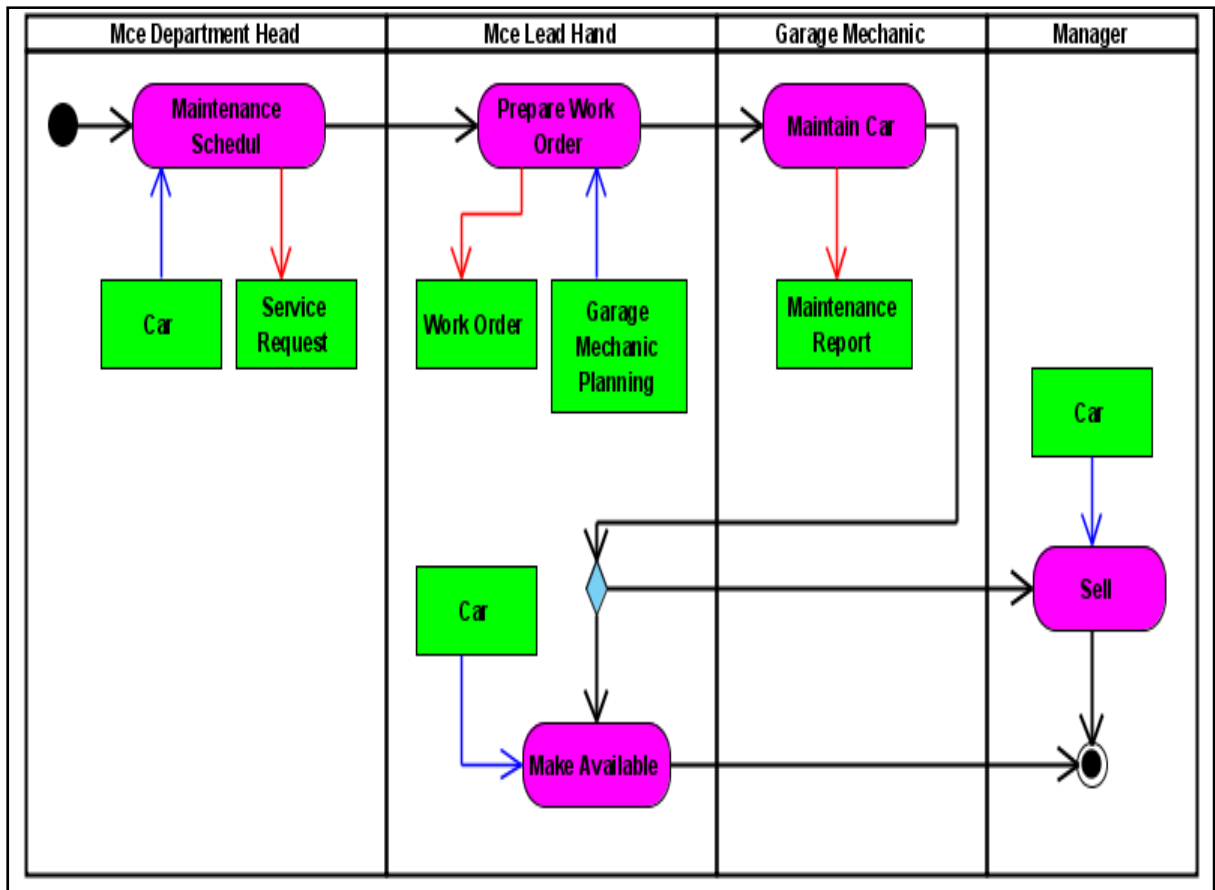 Mce Department Head
Mce Lead Hand
Garage Mechanic
Manager
Maintenance
Schedul
Prepare Work
Order
Maintain Car
Car
Service
Request
Work Order
Garage
Mechanic
Planning
Maintenance
Report
Car
Car
Sell
Make Available